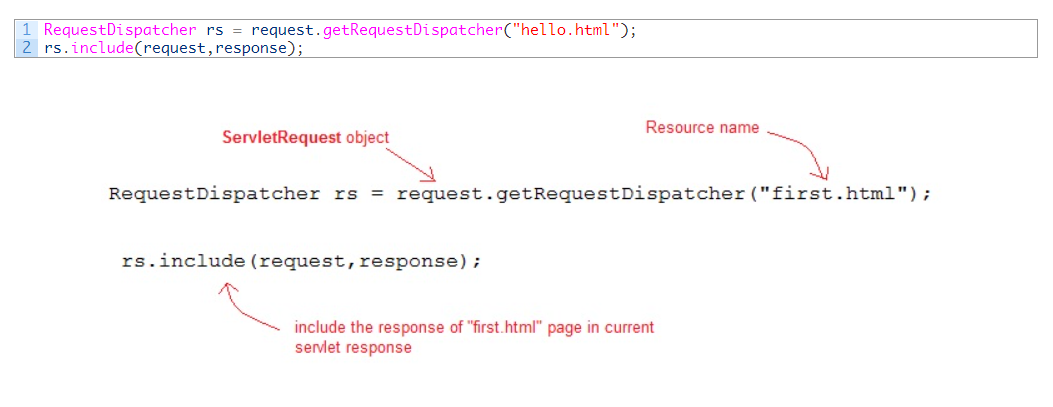 1 RequestDispatcher rs = request.getRequestDispatcher("hello.html");
2 rs.include(request,response);
ServletRequest object
Resource name
RequestDispatcher rs = request.getRequestDispatcher("first.html");
rs.include(request,response);
include the response of "first.html" page in current
servlet response